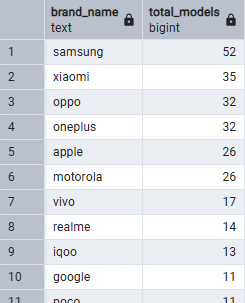 brand_name total_models
text bigint
1 samsung 52
2 xiaomi 35
3 oppo 32
4 oneplus 32
5 apple 26
6 motorola 26
7 vivo 17
8 realme 14
9 iqoo 13
10 google 11
11 poco 11